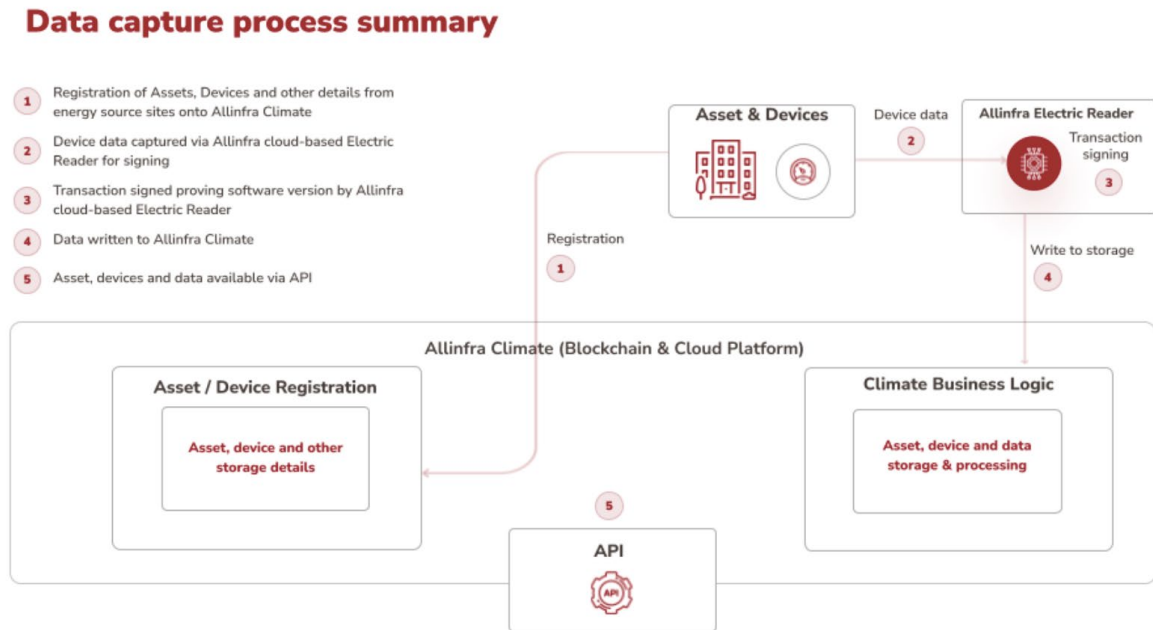 Data capture process summary
1 Registration of Assets, Devices and other details from
energy source sites onto Allinfra Climate
2 Device data captured via Allinfra cloud-based Electric
Reader for signing
3 Transaction signed proving software version by Allinfra
cloud-based Electric Reader
4 Data written to Allinfra Climate
5 Asset, devices and data available via API
Asset & Devices
Device data
2
Allinfra Electric Reader
Transaction
signing
3
Registration
1
Write to storage
4
Allinfra Climate (Blockchain & Cloud Platform)
Asset / Device Registration
Asset, device and other
storage details
Climate Business Logic
Asset, device and data
storage & processing
5
API
API